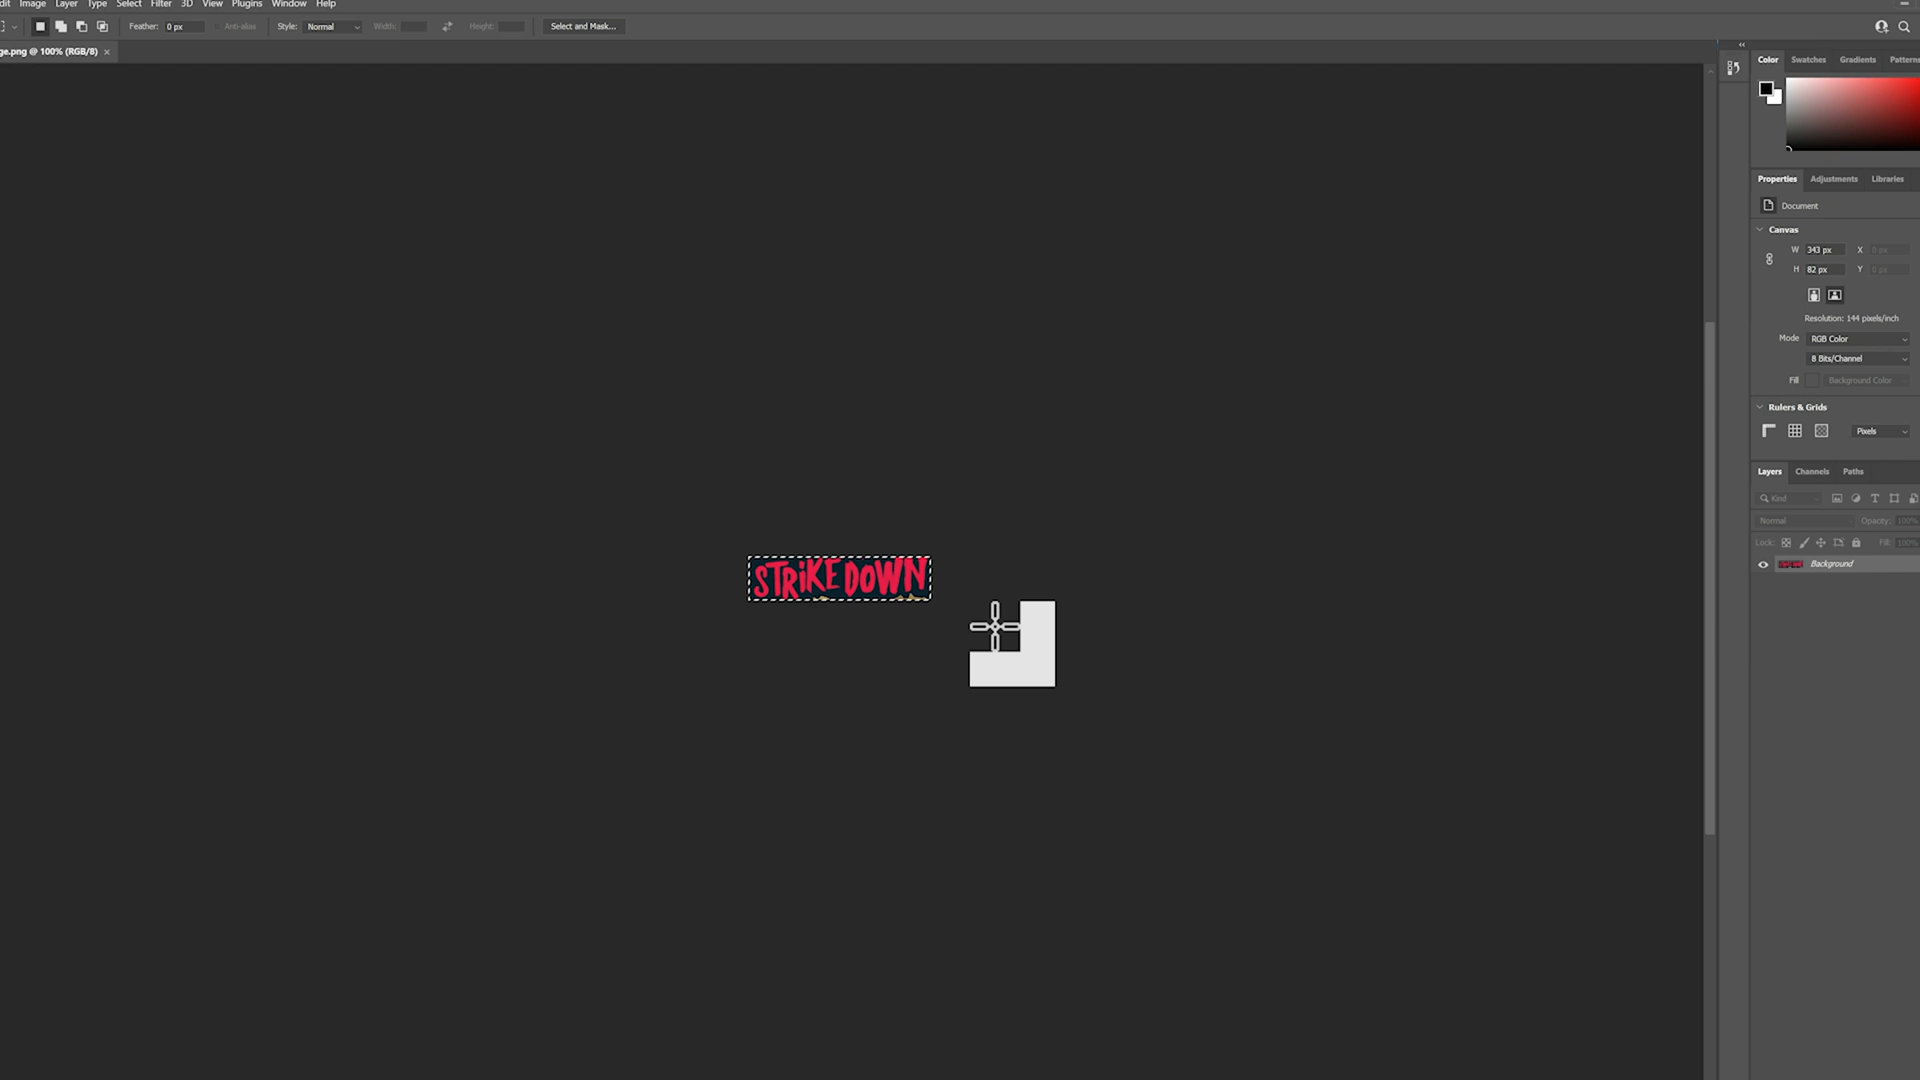 dit Image Layer Type Select Filter 3D View Plugins Window Help
Feather: 0 px Anti-alias Style: Normal Width: Height: Select and Mask...
ge.png @ 100% (RGB/8) ×
Color Swatches Gradients Patterns
Properties Adjustments Libraries
Document
Canvas
W 343 px X 0 px
H 82 px Y 0 px
Resolution: 144 pixels/inch
Mode RGB Color
8 Bits/Channel
Fill Background Color
Rulers & Grids
Pixels
Layers Channels Paths
Kind
Normal Opacity: 100%
Lock: Fill: 100%
Background
STRiKE DOWN